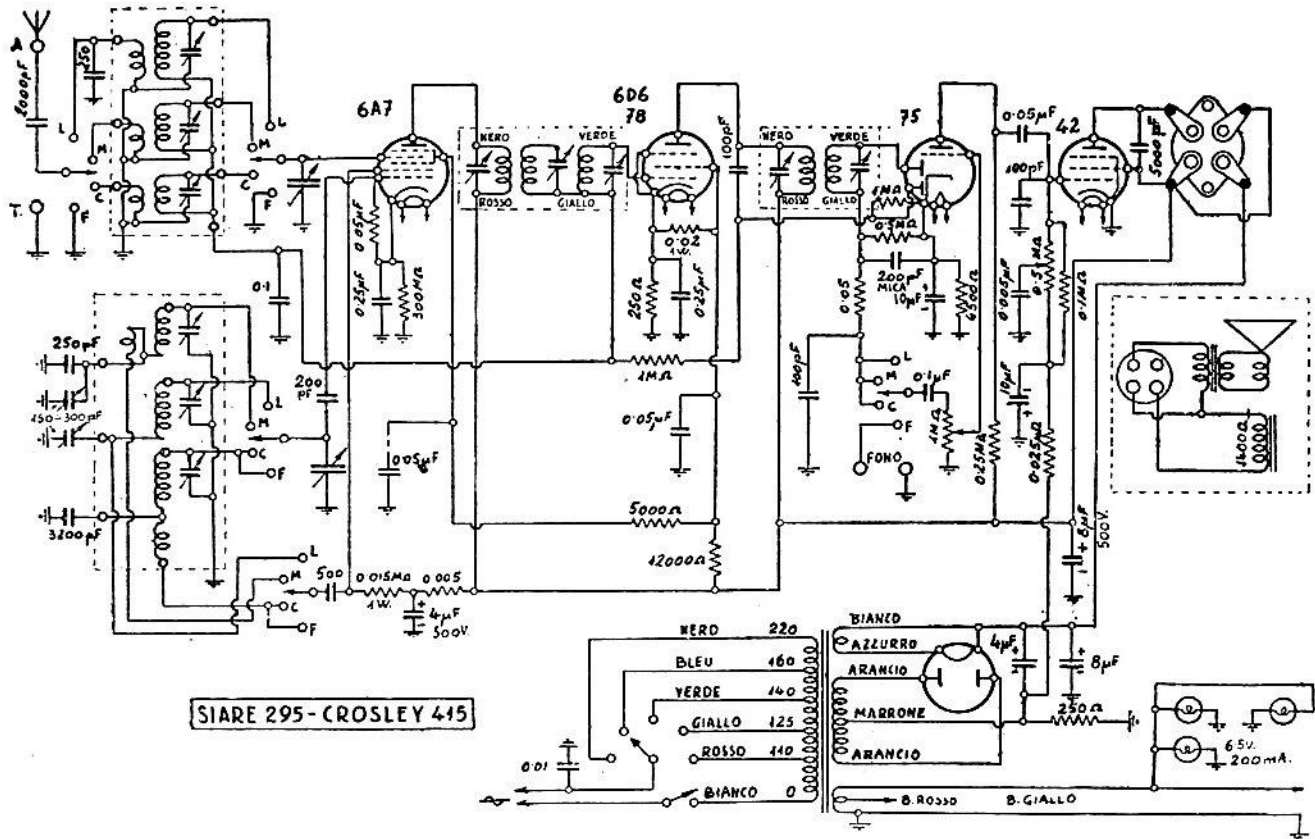 A
2000pF
T.
250
L
M
C
F
L
M
C
F
0.1
6A7
0.05µF
0.25µF
300MΩ
NERO
VERDE
ROSSO
GIALLO
6D6
78
0.02
1W.
250Ω
0.25µF
100pF
NERO
VERDE
ROSSO
GIALLO
75
1MΩ
0.5MΩ
200pF
MICA
10µF
6500Ω
0.05
100pF
0.05µF
42
100pF
5000pF
0.005µF
0.5MΩ
0.1MΩ
10µF
0.025µF
0.25MΩ
1400Ω
250pF
150-300pF
3200pF
L
M
C
F
200
pF
0.05µF
1MΩ
0.05µF
L
M
C
F
0.1µF
1MΩ
FONO
5000Ω
12000Ω
8µF
500V.
L
M
C
F
500
0.015MΩ
1W.
0.005
4µF
500V.
SIARE 295-CROSLEY 415
NERO 220
BLEU 160
VERDE 140
GIALLO 125
ROSSO 110
BIANCO 0
0.01
BIANCO
AZZURRO
ARANCIO
MARRONE
ARANCIO
4µF
8µF
250Ω
B.ROSSO
B.GIALLO
6.5V.
200mA.